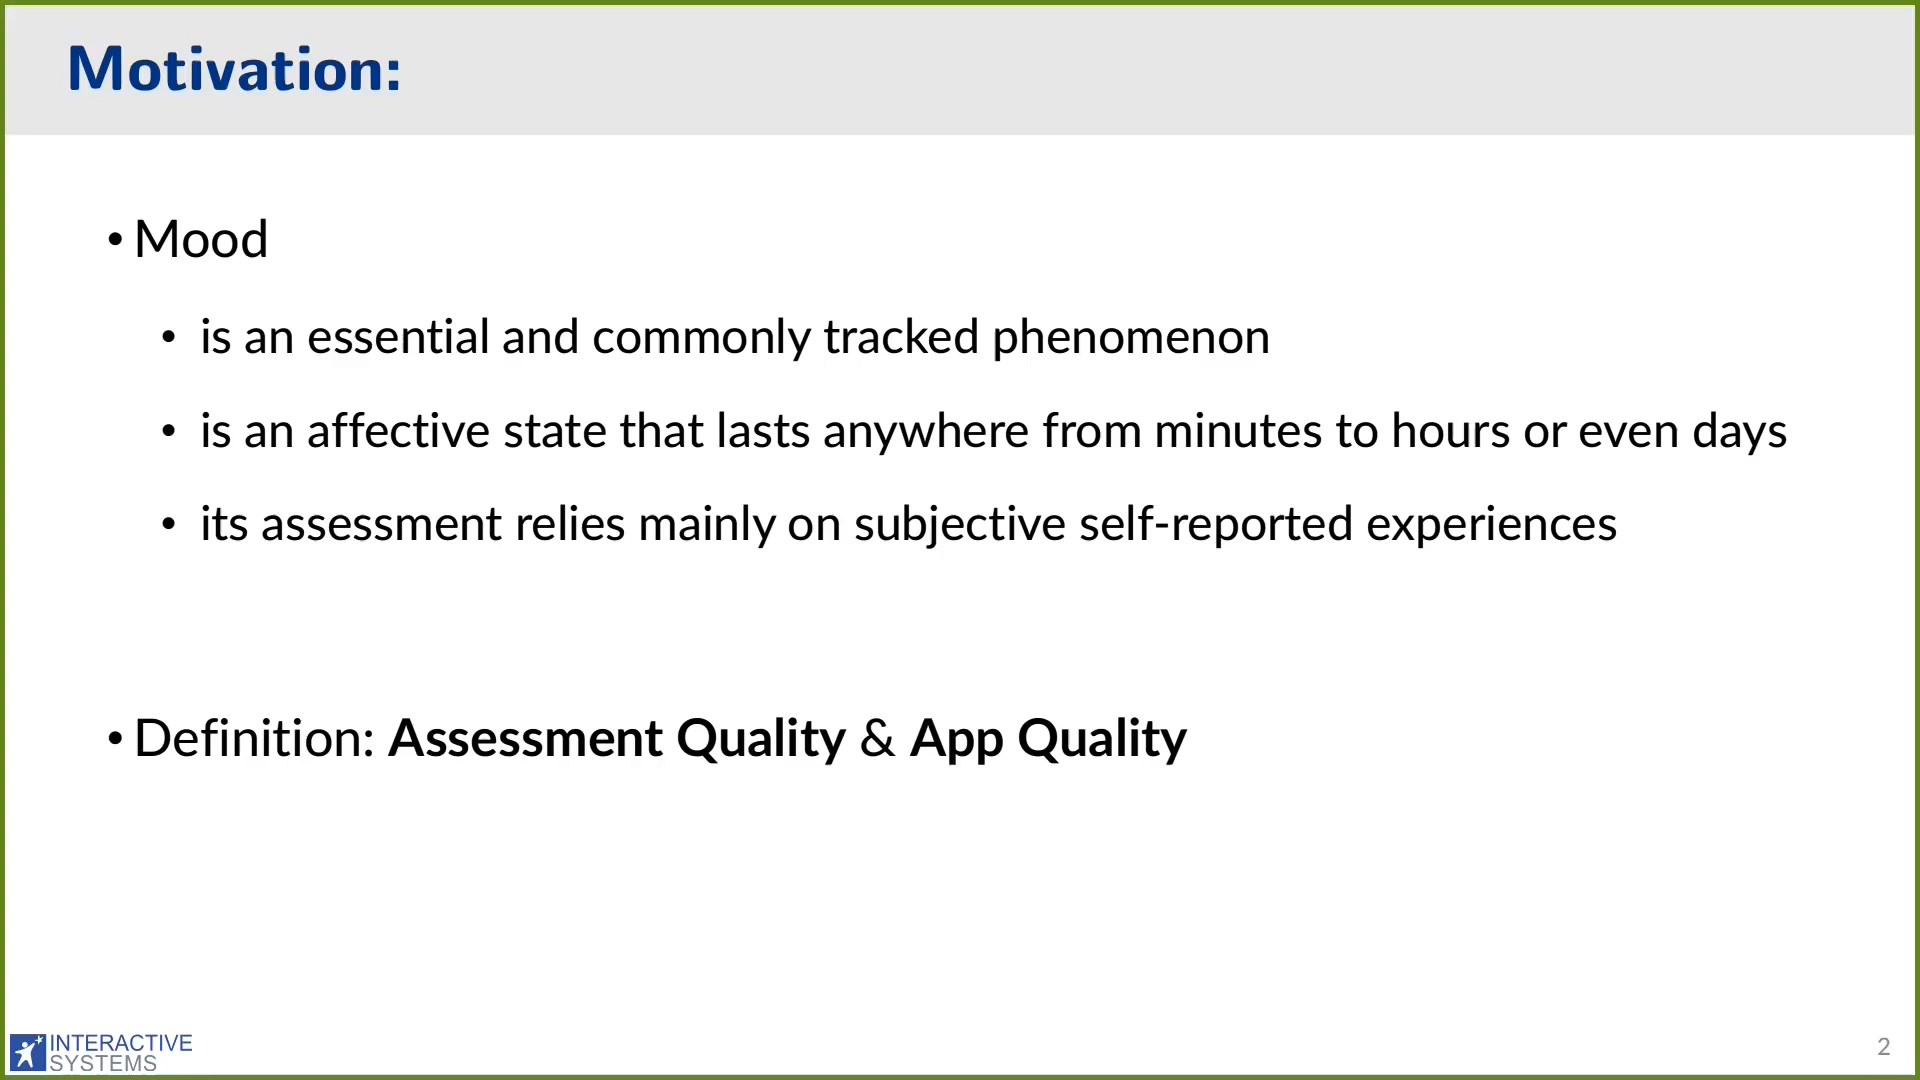 Motivation:
• Mood
• is an essential and commonly tracked phenomenon
• is an affective state that lasts anywhere from minutes to hours or even days
• its assessment relies mainly on subjective self-reported experiences
• Definition: Assessment Quality & App Quality
INTERACTIVE
SYSTEMS
2